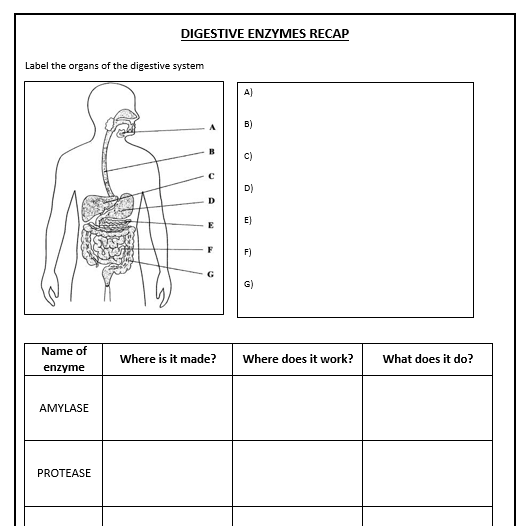 DIGESTIVE ENZYMES RECAP
Label the organs of the digestive system
A
B
C
D
E
F
G
A)
B)
C)
D)
E)
F)
G)
Name of enzyme Where is it made? Where does it work? What does it do?
AMYLASE
PROTEASE